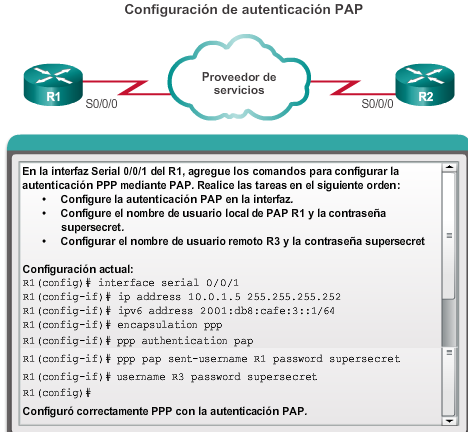 Configuración de autenticación PAP
Proveedor de
servicios
R1
S0/0/0
S0/0/0
R2
En la interfaz Serial 0/0/1 del R1, agregue los comandos para configurar la
autenticación PPP mediante PAP. Realice las tareas en el siguiente orden:
• Configure la autenticación PAP en la interfaz.
• Configure el nombre de usuario local de PAP R1 y la contraseña
supersecret.
• Configurar el nombre de usuario remoto R3 y la contraseña supersecret
Configuración actual:
R1(config)# interface serial 0/0/1
R1(config-if)# ip address 10.0.1.5 255.255.255.252
R1(config-if)# ipv6 address 2001:db8:cafe:3::1/64
R1(config-if)# encapsulation ppp
R1(config-if)# ppp authentication pap
R1(config-if)# ppp pap sent-username R1 password supersecret
R1(config-if)# username R3 password supersecret
R1(config)#
Configuró correctamente PPP con la autenticación PAP.